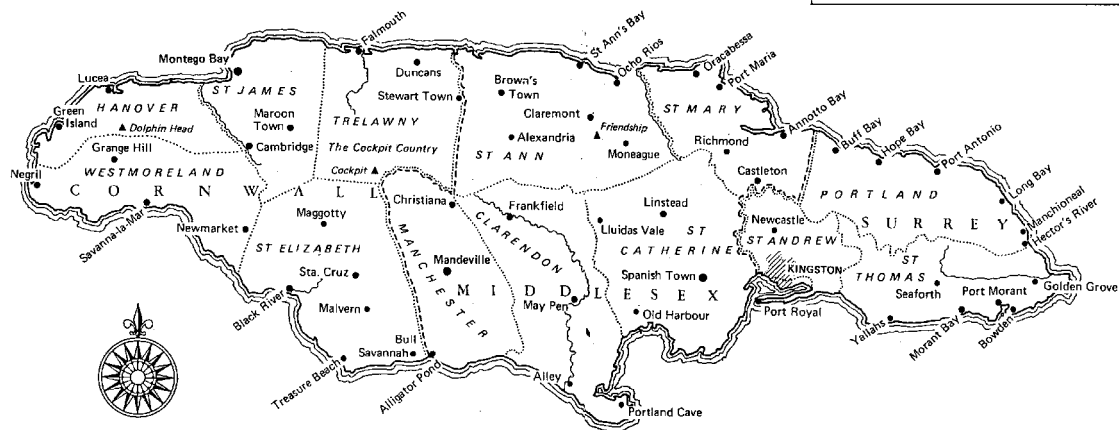 Falmouth
St Ann's Bay
Ocho Rios
Oracabessa
Port Maria
Montego Bay
Duncans
Lucea
ST JAMES
Stewart Town
Brown's
Town
HANOVER
Claremont
ST MARY
Annotto Bay
Green
Island
Dolphin Head
Maroon
Town
TRELAWNY
Alexandria
Friendship
Buff Bay
Hope Bay
Port Antonio
Grange Hill
Cambridge
The Cockpit Country
ST ANN
Moneague
Richmond
Negril
WESTMORELAND
Cockpit
Castleton
Long Bay
CORNWALL
Christiana
Frankfield
Linstead
PORTLAND
Manchioneal
Hector's River
Savanna-la-Mar
Newmarket
Maggotty
Lluidas Vale
ST
CATHERINE
Newcastle
SURREY
ST ELIZABETH
MANCHESTER
CLARENDON
ST ANDREW
ST
THOMAS
Sta. Cruz
Mandeville
Spanish Town
KINGSTON
Seaforth
Golden Grove
Black River
Malvern
MIDDLESEX
May Pen
Old Harbour
Port Royal
Port Morant
Yallahs
Morant Bay
Bowden
Bull
Savannah
Treasure Beach
Alligator Pond
Alley
Portland Cave